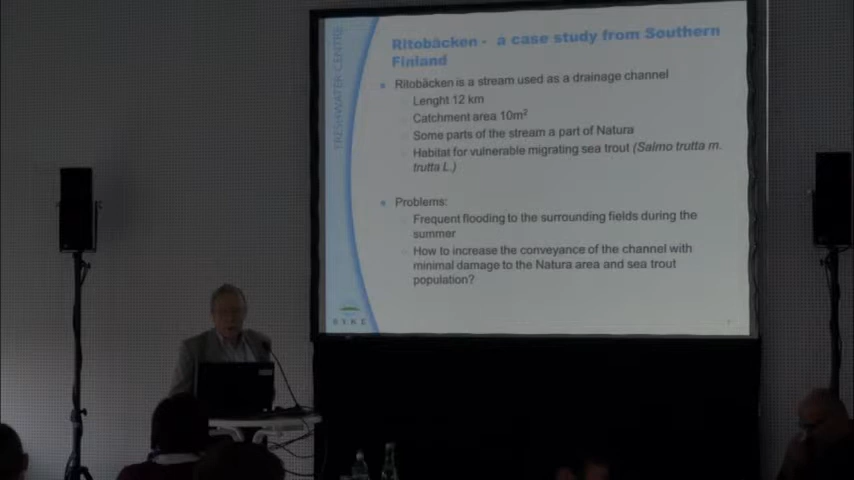 FRESHWATER CENTRE
Ritobäcken - a case study from Southern
Finland
Ritobäcken is a stream used as a drainage channel
Lenght 12 km
Catchment area 10m²
Some parts of the stream a part of Natura
Habitat for vulnerable migrating sea trout (Salmo trutta m.
trutta L.)
Problems:
Frequent flooding to the surrounding fields during the
summer
How to increase the conveyance of the channel with
minimal damage to the Natura area and sea trout
population?
SYKE